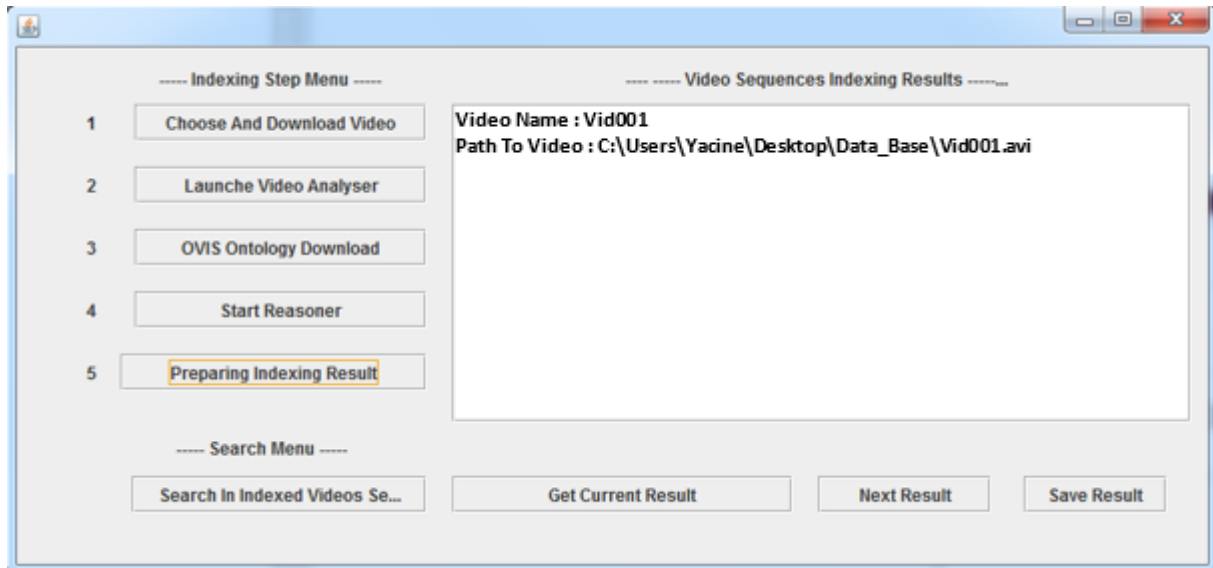 ----- Indexing Step Menu -----
---- ----- Video Sequences Indexing Results -----...
1 Choose And Download Video
Video Name : Vid001
Path To Video : C:\Users\Yacine\Desktop\Data_Base\Vid001.avi
2 Launche Video Analyser
3 OVIS Ontology Download
4 Start Reasoner
5 Preparing Indexing Result
----- Search Menu -----
Search In Indexed Videos Se...
Get Current Result
Next Result
Save Result